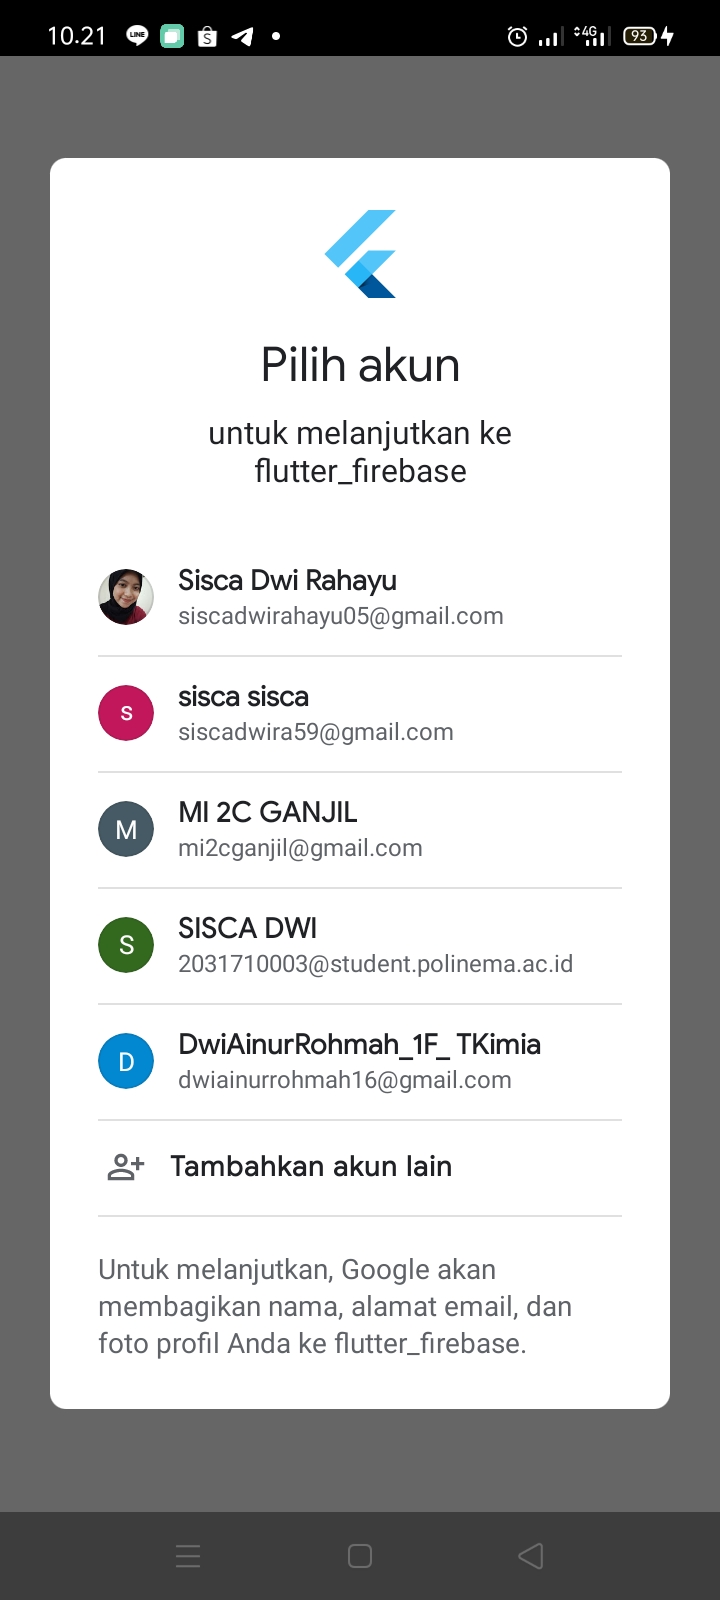 10.21 LINE S 4G 93
Pilih akun
untuk melanjutkan ke
flutter_firebase
Sisca Dwi Rahayu
siscadwirahayu05@gmail.com
s
sisca sisca
siscadwira59@gmail.com
M
MI 2C GANJIL
mi2cganjil@gmail.com
S
SISCA DWI
2031710003@student.polinema.ac.id
D
DwiAinurRohmah_1F_ TKimia
dwiainurrohmah16@gmail.com
Tambahkan akun lain
Untuk melanjutkan, Google akan
membagikan nama, alamat email, dan
foto profil Anda ke flutter_firebase.